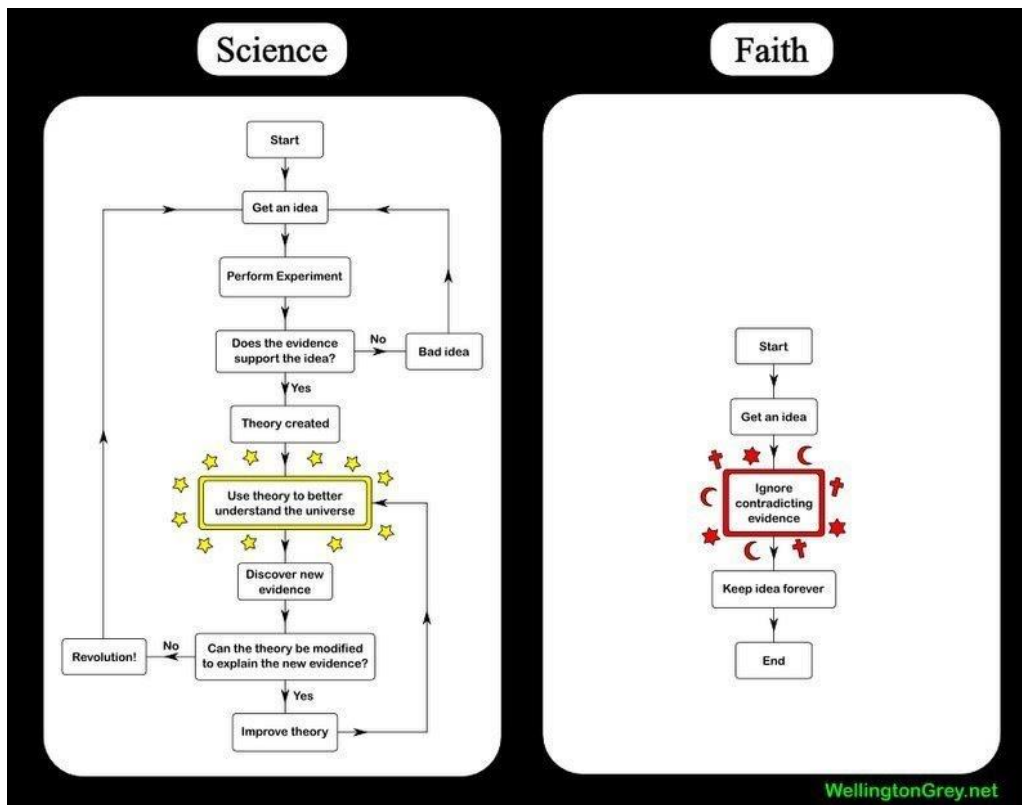 Science
Start
Get an idea
Perform Experiment
Does the evidence
support the idea?
No
Bad idea
Yes
Theory created
Use theory to better
understand the universe
Discover new
evidence
Can the theory be modified
to explain the new evidence?
No
Revolution!
Yes
Improve theory
Faith
Start
Get an idea
Ignore
contradicting
evidence
Keep idea forever
End
WellingtonGrey.net